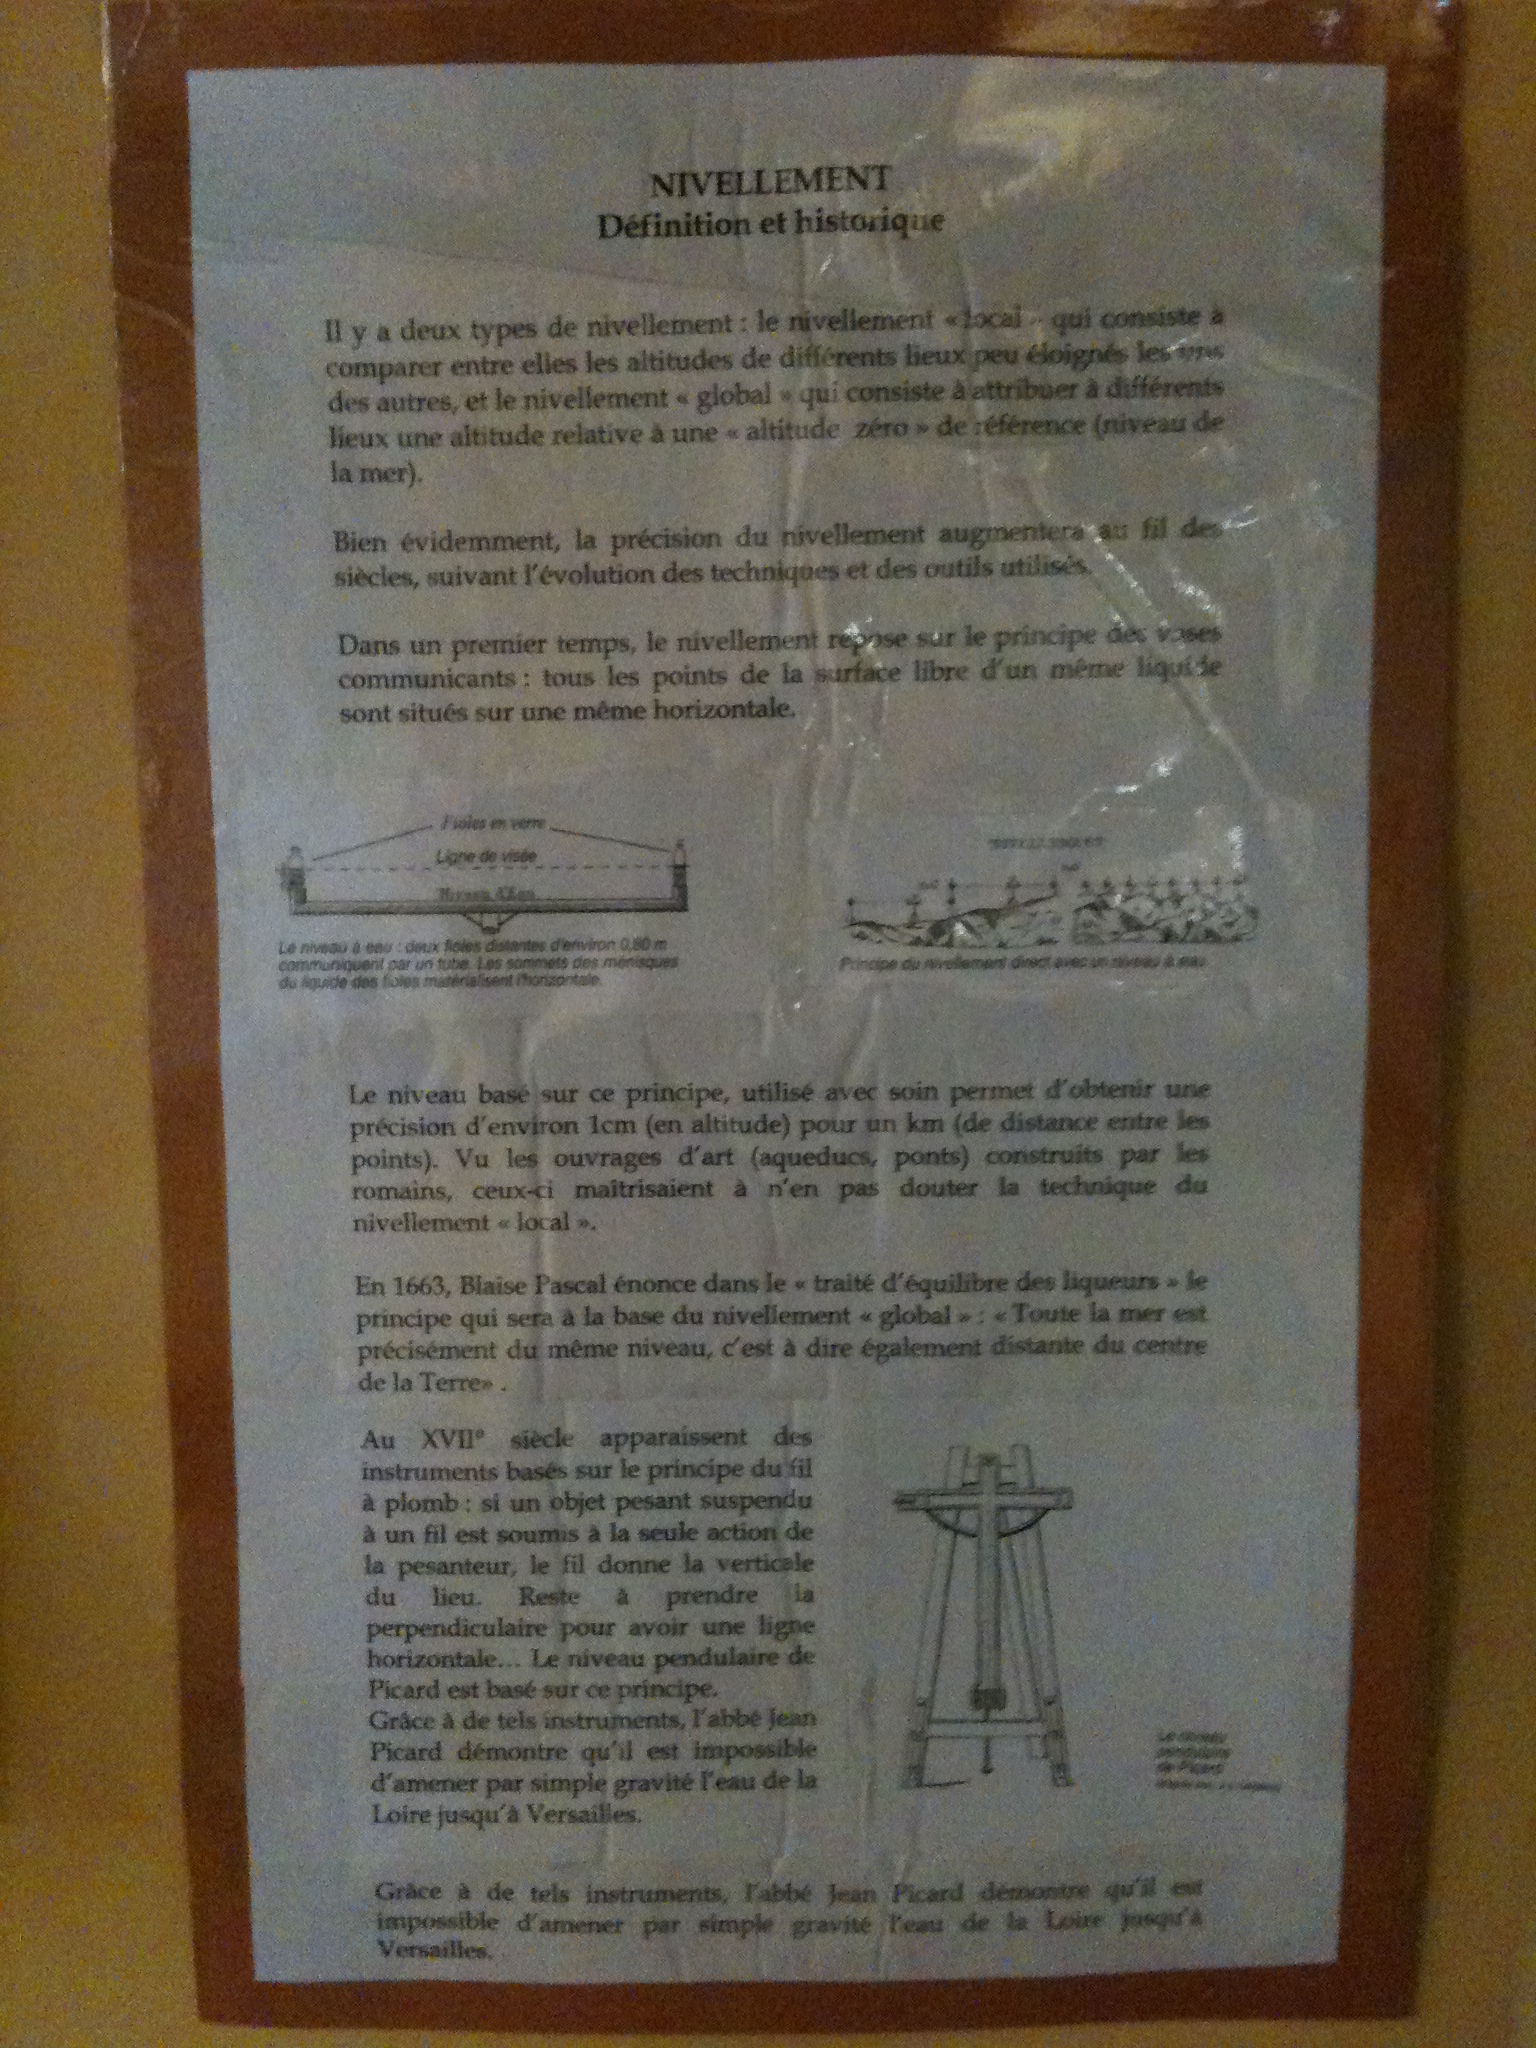 NIVELLEMENT
Définition et historique
Il y a deux types de nivellement : le nivellement « local » qui consiste à
comparer entre elles les altitudes de différents lieux peu éloignés les uns
des autres, et le nivellement « global » qui consiste à attribuer à différents
lieux une altitude relative à une « altitude zéro » de référence (niveau de
la mer).
Bien évidemment, la précision du nivellement augmentera au fil des
siècles, suivant l'évolution des techniques et des outils utilisés.
Dans un premier temps, le nivellement repose sur le principe des vases
communicants : tous les points de la surface libre d'un même liquide
sont situés sur une même horizontale.
Fioles en verre
Ligne de visée
Niveau d'Eau
Le niveau à eau : deux fioles distantes d'environ 0,80 m
communiquent par un tube. Les sommets des ménisques
du liquide des fioles matérialisent l'horizontale.
NIVELLEMENT
Principe du nivellement direct avec un niveau à eau
Le niveau basé sur ce principe, utilisé avec soin permet d'obtenir une
précision d'environ 1cm (en altitude) pour un km (de distance entre les
points). Vu les ouvrages d'art (aqueducs, ponts) construits par les
romains, ceux-ci maîtrisaient à n'en pas douter la technique du
nivellement « local ».
En 1663, Blaise Pascal énonce dans le « traité d'équilibre des liqueurs » le
principe qui sera à la base du nivellement « global » : « Toute la mer est
précisément du même niveau, c'est à dire également distante du centre
de la Terre» .
Au XVII° siècle apparaissent des
instruments basés sur le principe du fil
à plomb : si un objet pesant suspendu
à un fil est soumis à la seule action de
la pesanteur, le fil donne la verticale
du lieu. Reste à prendre la
perpendiculaire pour avoir une ligne
horizontale... Le niveau pendulaire de
Picard est basé sur ce principe.
Grâce à de tels instruments, l'abbé Jean
Picard démontre qu'il est impossible
d'amener par simple gravité l'eau de la
Loire jusqu'à Versailles.
Le niveau
pendulaire
de Picard
Grâce à de tels instruments, l'abbé Jean Picard démontre qu'il est
impossible d'amener par simple gravité l'eau de la Loire jusqu'à
Versailles.